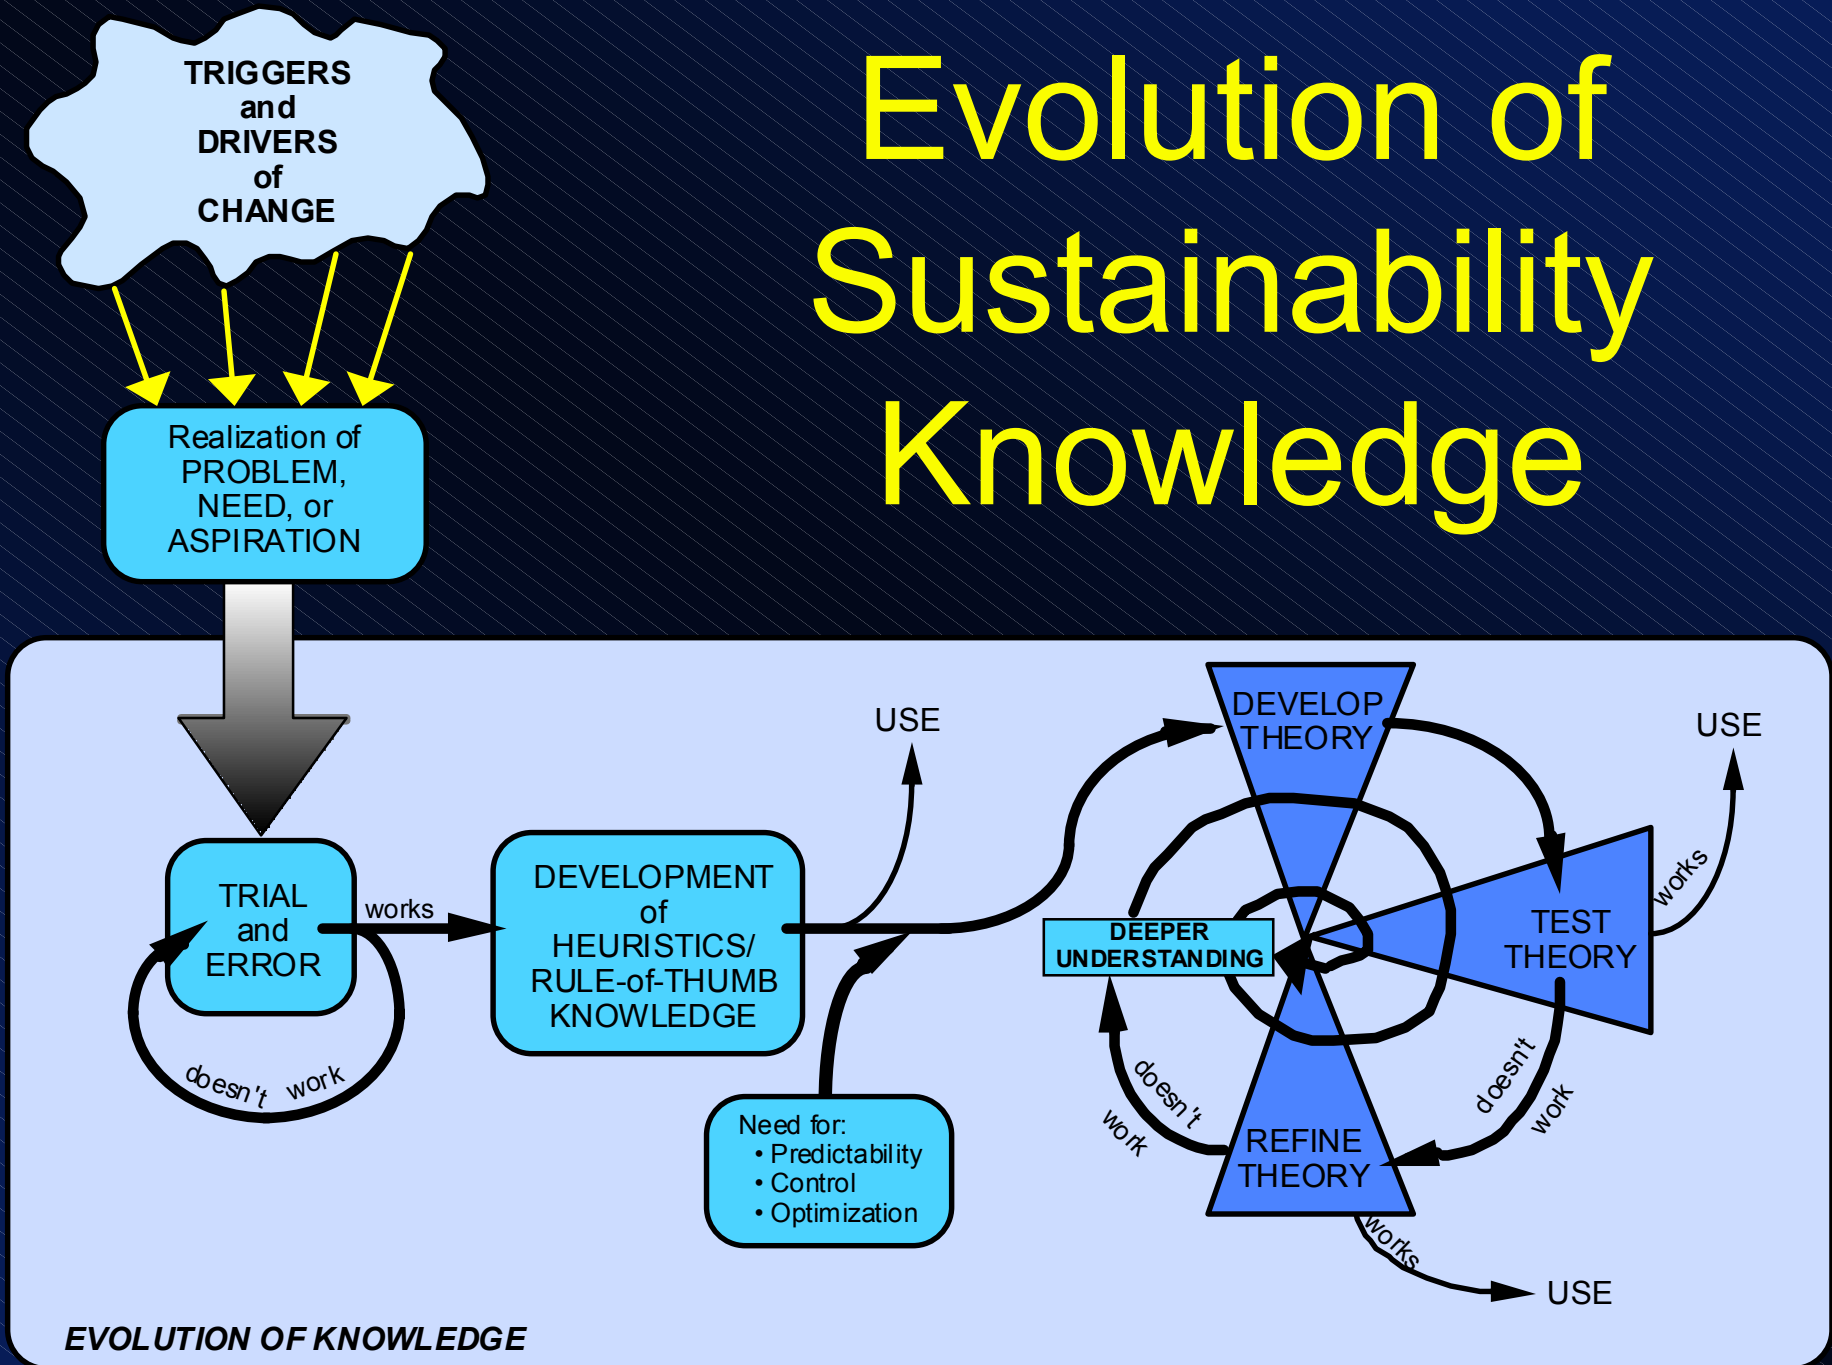 TRIGGERS
and
DRIVERS
of
CHANGE
Evolution of
Sustainability
Knowledge
Realization of
PROBLEM,
NEED, or
ASPIRATION
TRIAL
and
ERROR
works
doesn't work
DEVELOPMENT
of
HEURISTICS/
RULE-of-THUMB
KNOWLEDGE
USE
Need for:
• Predictability
• Control
• Optimization
DEVELOP
THEORY
TEST
THEORY
works
USE
doesn't
work
REFINE
THEORY
works
USE
doesn't
work
DEEPER
UNDERSTANDING
EVOLUTION OF KNOWLEDGE